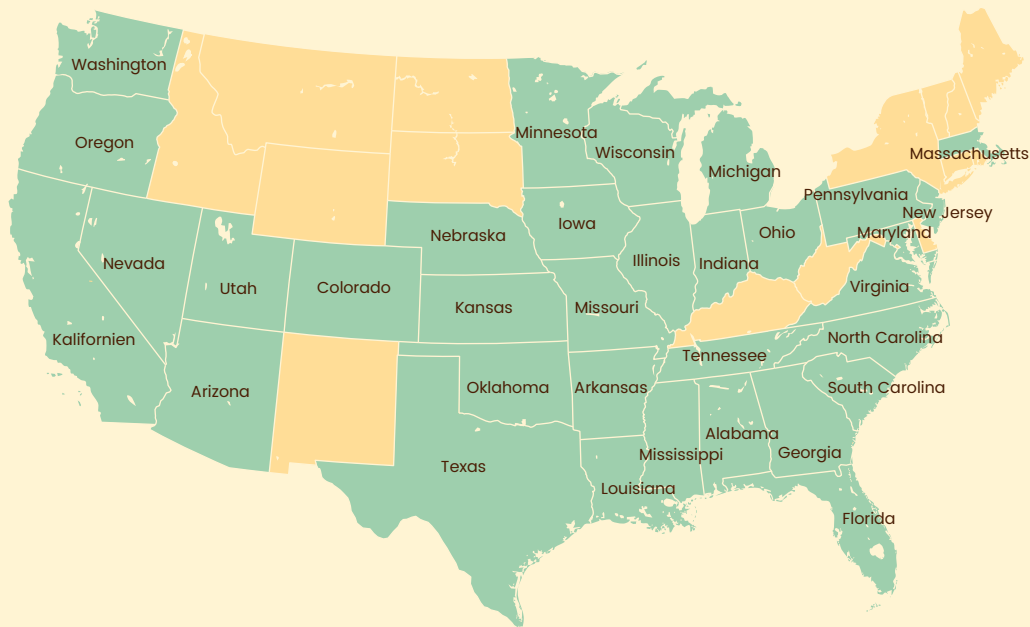 Washington
Oregon
Minnesota
Wisconsin
Massachusetts
Michigan
Pennsylvania
New Jersey
Nebraska
Iowa
Ohio
Maryland
Nevada
Utah
Colorado
Illinois
Indiana
Virginia
Kansas
Missouri
Kalifornien
North Carolina
Tennessee
Arizona
Oklahoma
Arkansas
South Carolina
Alabama
Mississippi
Georgia
Texas
Louisiana
Florida